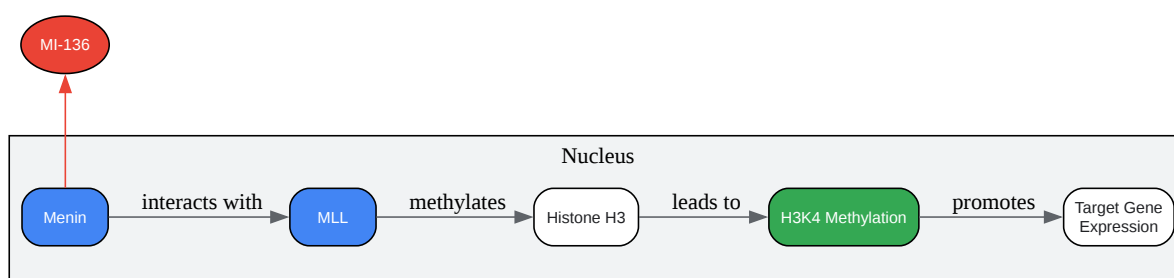 MI-136
Nucleus
Menin
interacts with
MLL
methylates
Histone H3
leads to
H3K4 Methylation
promotes
Target Gene
Expression